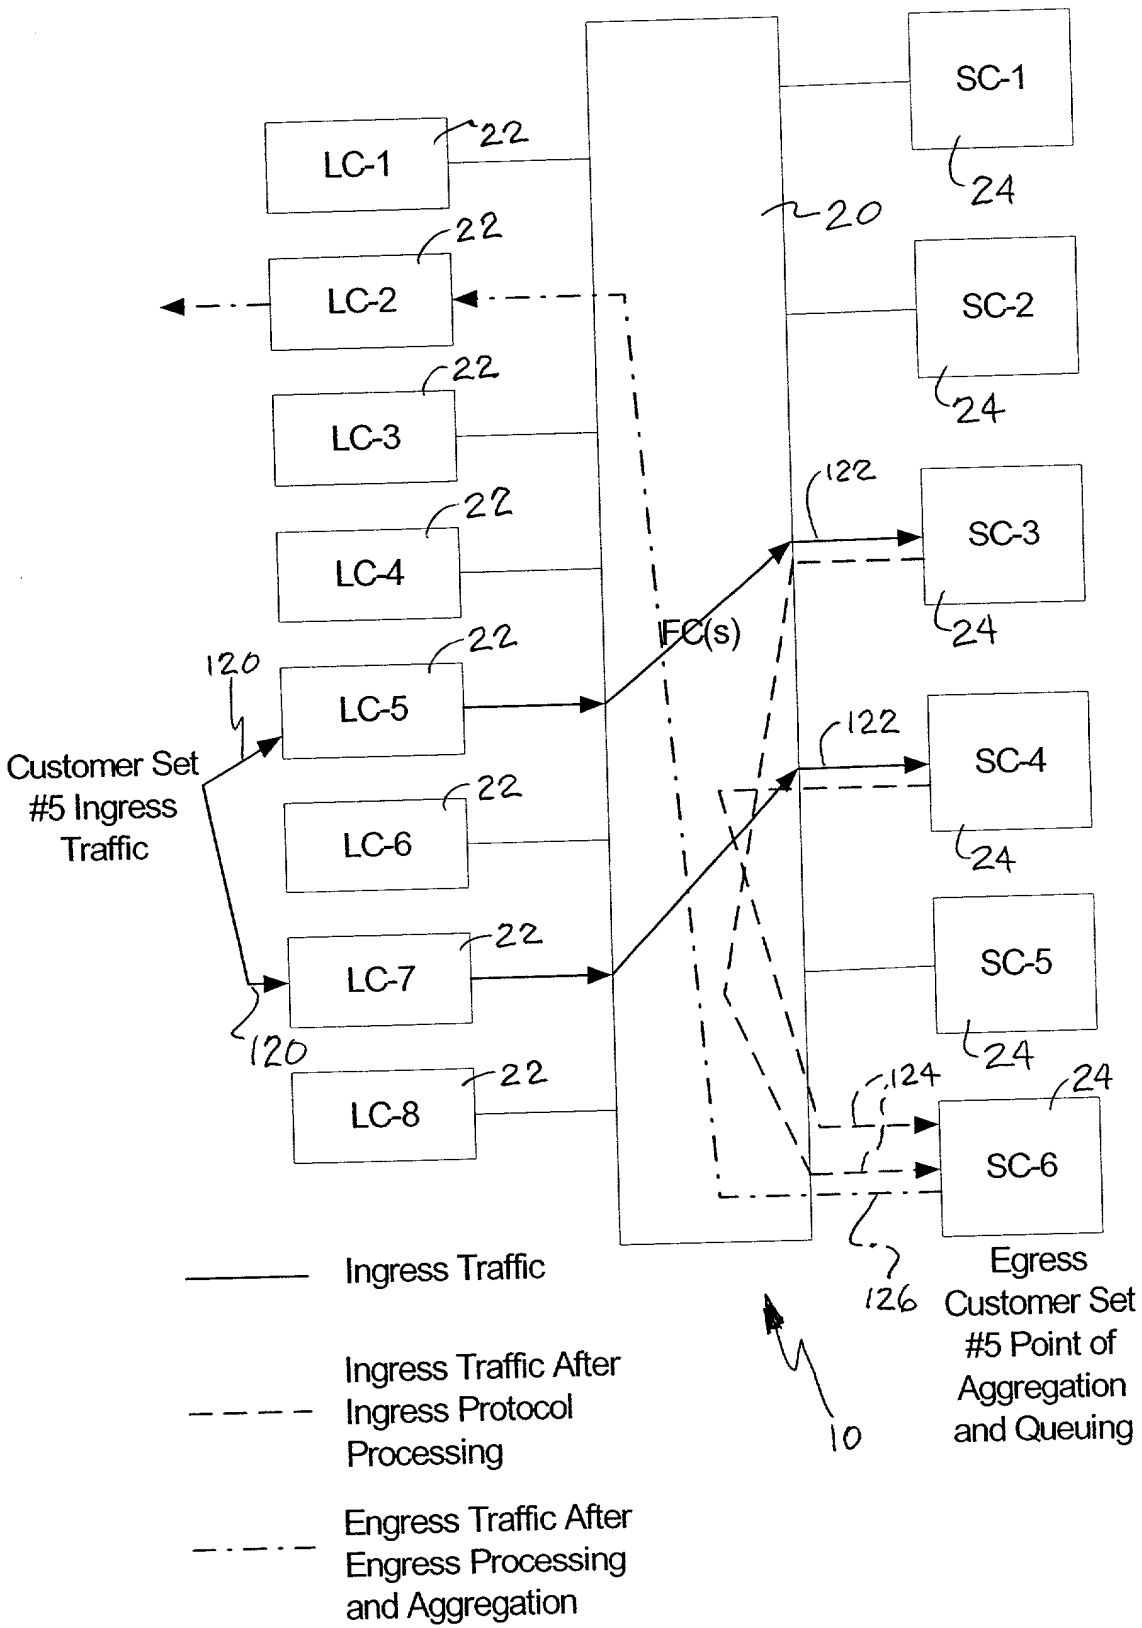 SC-1
22
LC-1
24
20
22
SC-2
LC-2
22
24
LC-3
122
22
SC-3
LC-4
FC(s)
24
22
120
LC-5
122
Customer Set
#5 Ingress
Traffic
SC-4
22
LC-6
24
22
SC-5
LC-7
120
24
22
124
24
LC-8
SC-6
126
Egress
Customer Set
#5 Point of
Aggregation
and Queuing
10
Ingress Traffic
Ingress Traffic After
Ingress Protocol
Processing
Engress Traffic After
Engress Processing
and Aggregation